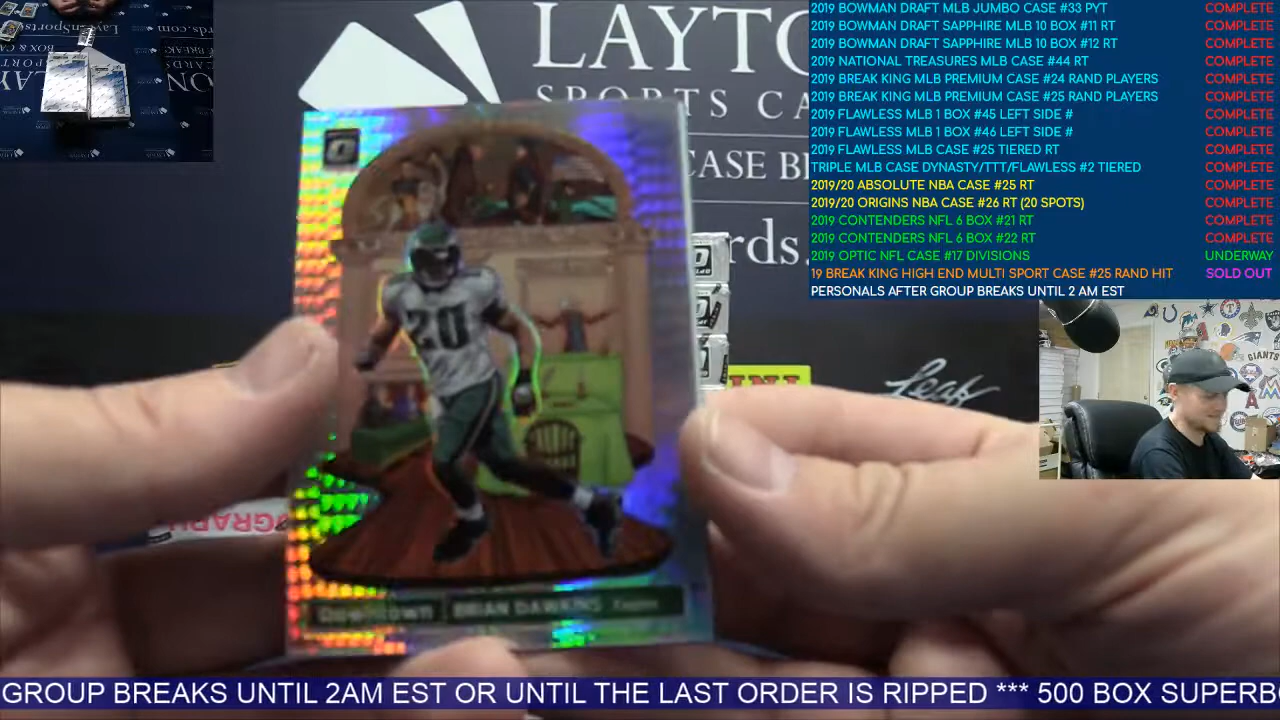 2019 BOWMAN DRAFT MLB JUMBO CASE #33 PYT COMPLETE
2019 BOWMAN DRAFT SAPPHIRE MLB 10 BOX #11 RT COMPLETE
2019 BOWMAN DRAFT SAPPHIRE MLB 10 BOX #12 RT COMPLETE
2019 NATIONAL TREASURES MLB CASE #44 RT COMPLETE
2019 BREAK KING MLB PREMIUM CASE #24 RAND PLAYERS COMPLETE
2019 BREAK KING MLB PREMIUM CASE #25 RAND PLAYERS COMPLETE
2019 FLAWLESS MLB 1 BOX #45 LEFT SIDE # COMPLETE
2019 FLAWLESS MLB 1 BOX #46 LEFT SIDE # COMPLETE
2019 FLAWLESS MLB CASE #25 TIERED RT COMPLETE
TRIPLE MLB CASE DYNASTY/TTT/FLAWLESS #2 TIERED COMPLETE
2019/20 ABSOLUTE NBA CASE #25 RT COMPLETE
2019/20 ORIGINS NBA CASE #26 RT (20 SPOTS) COMPLETE
2019 CONTENDERS NFL 6 BOX #21 RT COMPLETE
2019 CONTENDERS NFL 6 BOX #22 RT COMPLETE
2019 OPTIC NFL CASE #17 DIVISIONS UNDERWAY
19 BREAK KING HIGH END MULTI SPORT CASE #25 RAND HIT SOLD OUT
PERSONALS AFTER GROUP BREAKS UNTIL 2 AM EST
LAYTO
SPORTS CA
CASE B
rds.
Leaf
GIANTS
20
DOWNTOWN BRIAN DAWKINS Eagles
GROUP BREAKS UNTIL 2AM EST OR UNTIL THE LAST ORDER IS RIPPED *** 500 BOX SUPERB